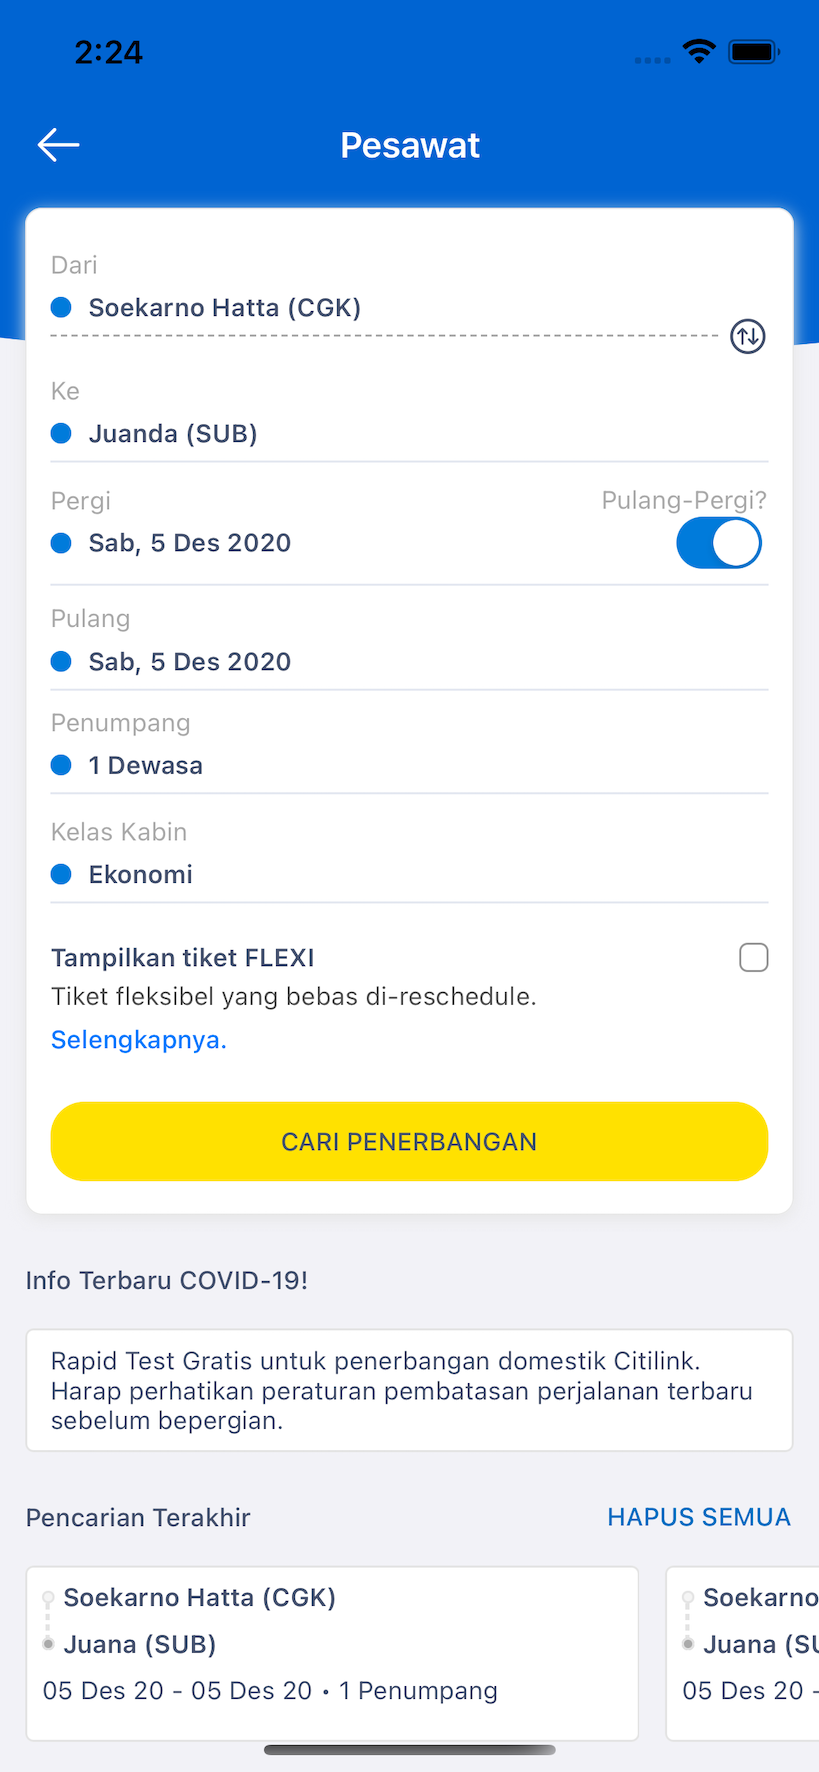 2:24
Pesawat
Dari
Soekarno Hatta (CGK)
Ke
Juanda (SUB)
Pergi
Pulang-Pergi?
Sab, 5 Des 2020
Pulang
Sab, 5 Des 2020
Penumpang
1 Dewasa
Kelas Kabin
Ekonomi
Tampilkan tiket FLEXI
Tiket fleksibel yang bebas di-reschedule.
Selengkapnya.
CARI PENERBANGAN
Info Terbaru COVID-19!
Rapid Test Gratis untuk penerbangan domestik Citilink.
Harap perhatikan peraturan pembatasan perjalanan terbaru
sebelum bepergian.
Pencarian Terakhir
HAPUS SEMUA
Soekarno Hatta (CGK)
Juana (SUB)
05 Des 20 - 05 Des 20 • 1 Penumpang
Soekarno
Juana (SU
05 Des 20 -